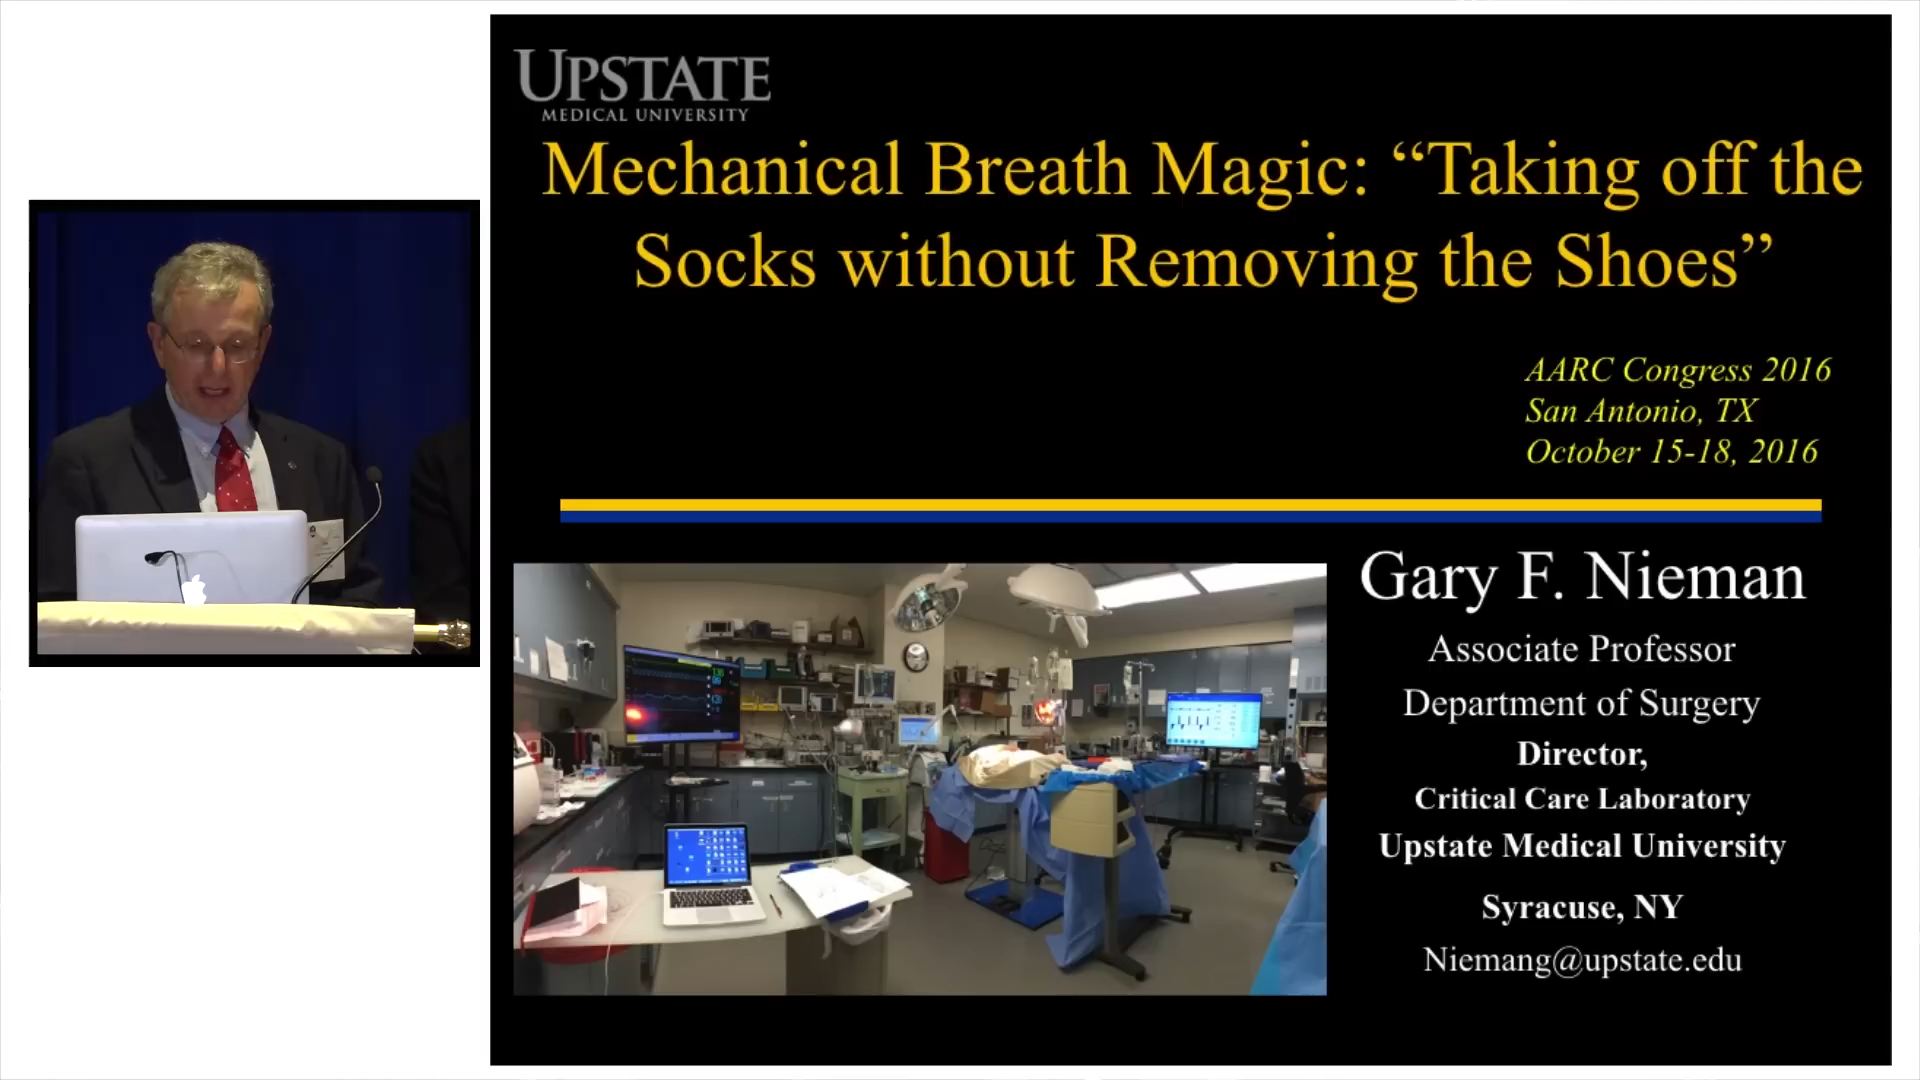 UPSTATE
MEDICAL UNIVERSITY
Mechanical Breath Magic: “Taking off the
Socks without Removing the Shoes”
AARC Congress 2016
San Antonio, TX
October 15-18, 2016
Gary F. Nieman
Associate Professor
Department of Surgery
Director,
Critical Care Laboratory
Upstate Medical University
Syracuse, NY
Niemang@upstate.edu